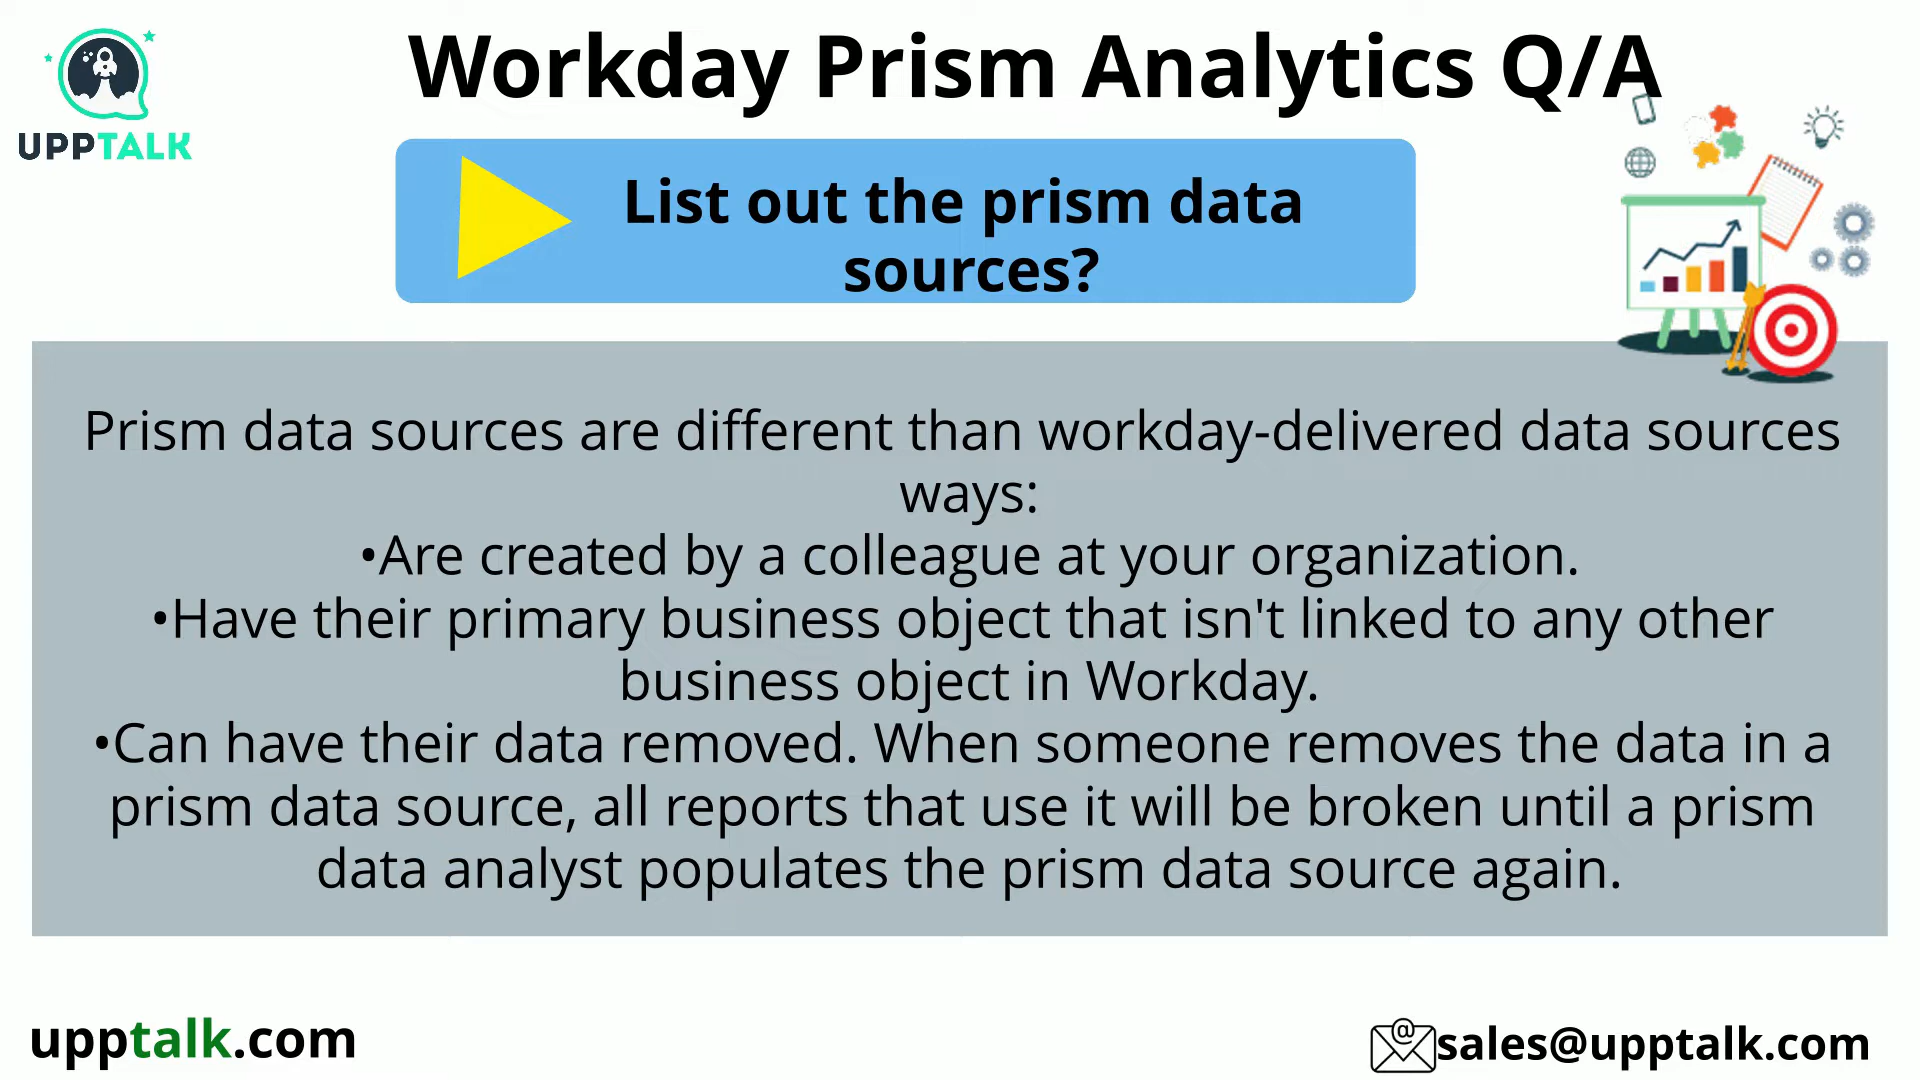 Workday Prism Analytics Q/A
UPPTALK
List out the prism data
sources?
Prism data sources are different than workday-delivered data sources
ways:
•Are created by a colleague at your organization.
•Have their primary business object that isn't linked to any other
business object in Workday.
•Can have their data removed. When someone removes the data in a
prism data source, all reports that use it will be broken until a prism
data analyst populates the prism data source again.
upptalk.com
@
sales@upptalk.com